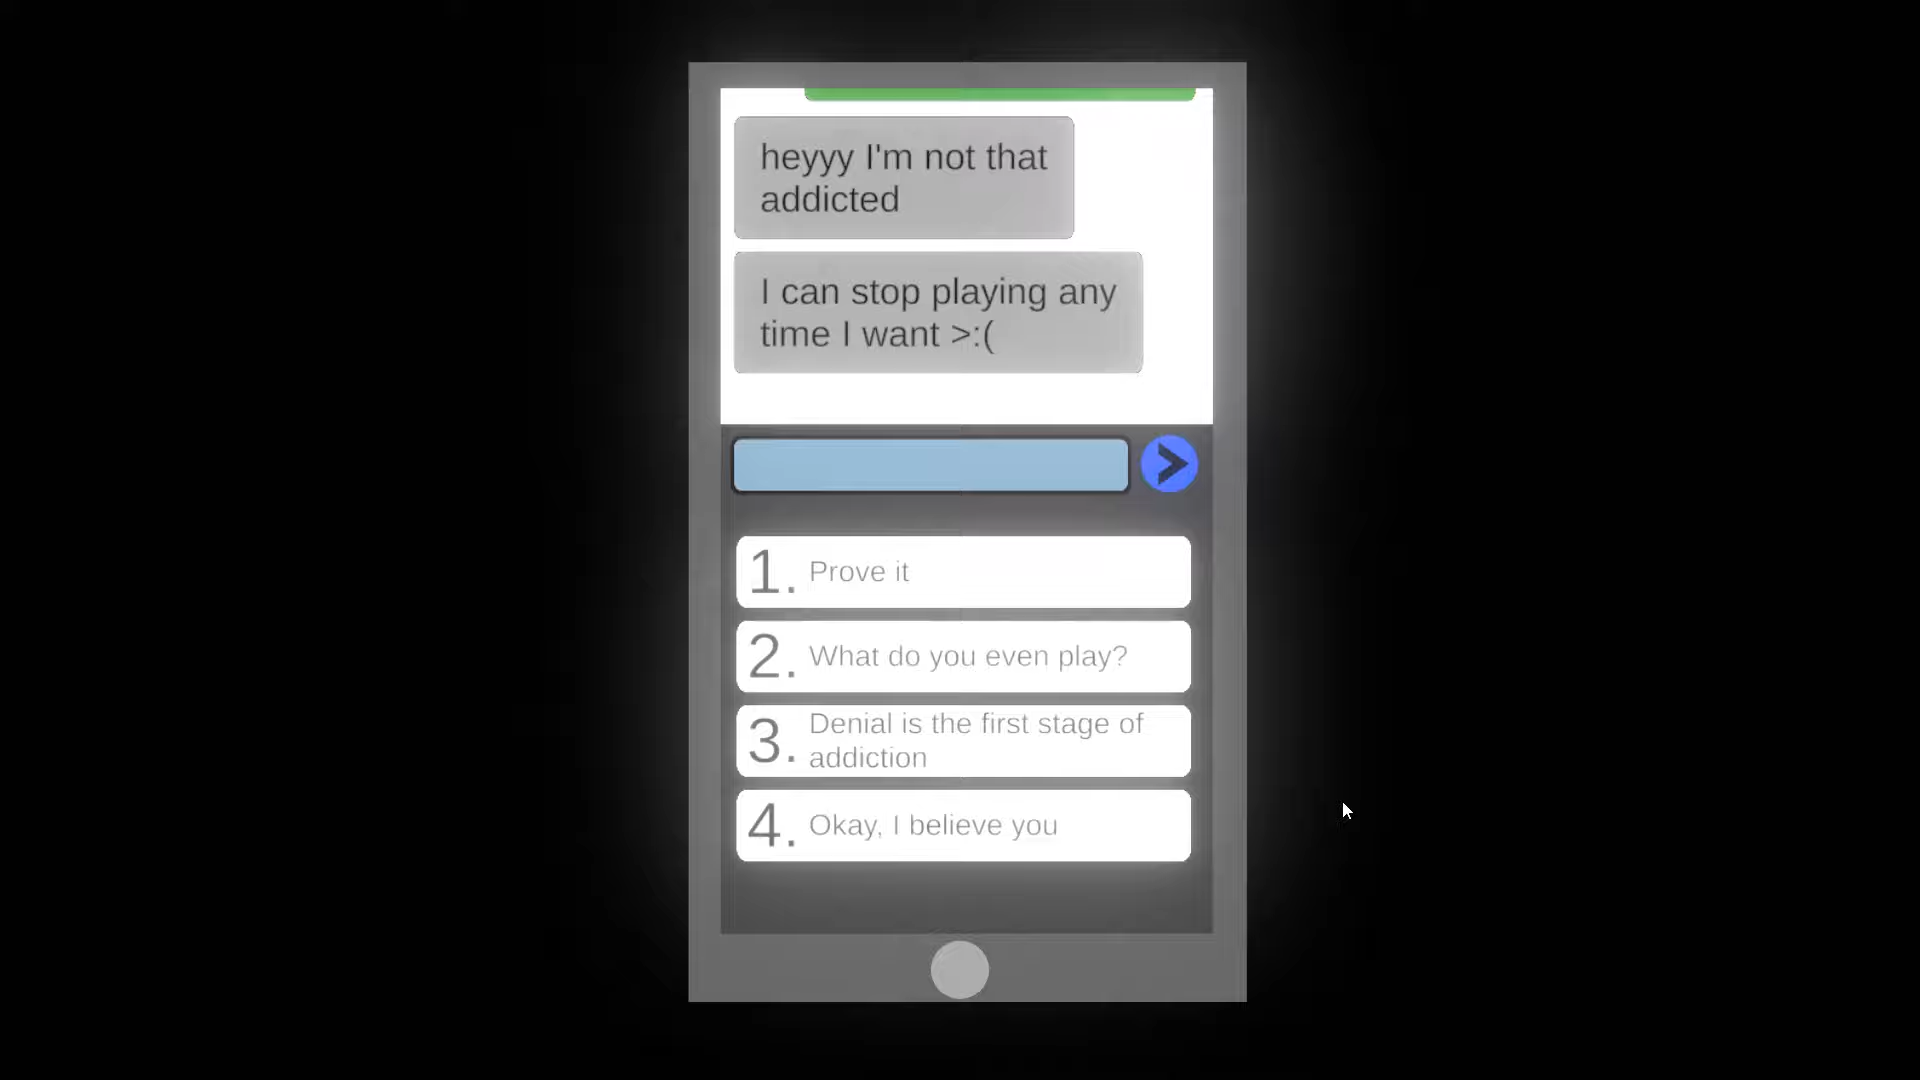 heyyy I'm not that
addicted
I can stop playing any
time I want >:(
1. Prove it
2. What do you even play?
3. Denial is the first stage of
addiction
4. Okay, I believe you